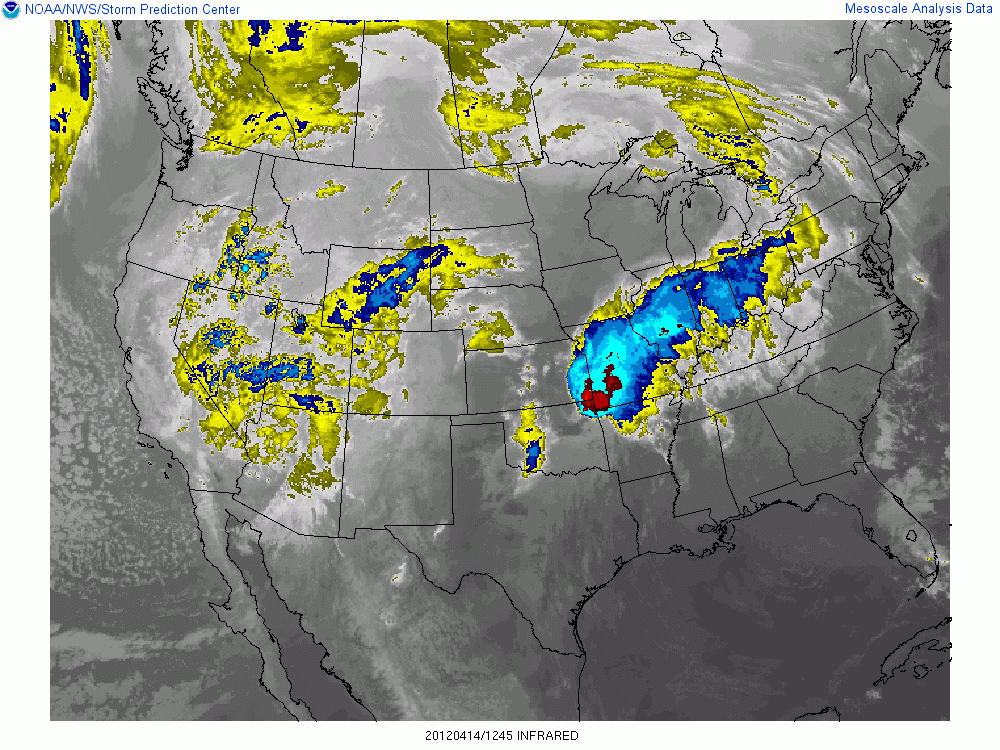 NOAA/NWS/Storm Prediction Center
Mesoscale Analysis Data
20120414/1245 INFRARED